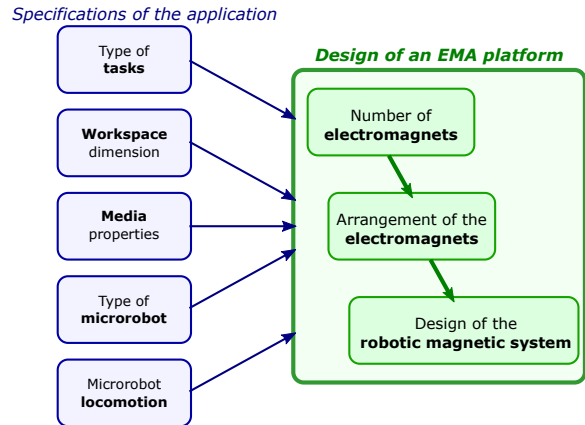 Specifications of the application
Type of
tasks
Workspace
dimension
Media
properties
Type of
microrobot
Microrobot
locomotion
Design of an EMA platform
Number of
electromagnets
Arrangement of the
electromagnets
Design of the
robotic magnetic system